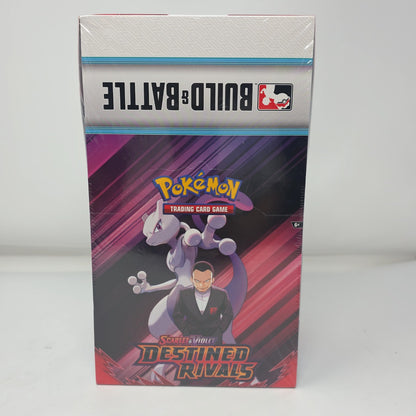 BUILD & BATTLE
POKéMON
TRADING CARD GAME
6+
SCARLET & VIOLET
DESTINED
RIVALS